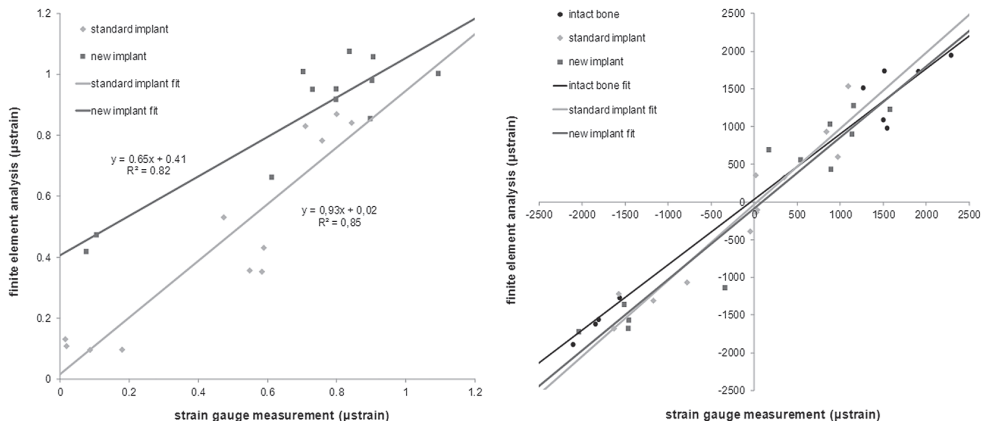 standard implant
new implant
standard implant fit
new implant fit
1.2
1
0.8
0.6
0.4
0.2
0
y = 0.65x + 0.41
R² = 0.82
y = 0,93x + 0,02
R² = 0,85
0
0.2
0.4
0.6
0.8
1
1.2
finite element analysis (µstrain)
strain gauge measurement (µstrain)
intact bone
standard implant
new implant
intact bone fit
standard implant fit
new implant fit
2500
2000
1500
1000
500
0
-500
-1000
-1500
-2000
-2500
-2500
-2000
-1500
-1000
-500
0
500
1000
1500
2000
2500
finite element analysis (µstrain)
strain gauge measurement (µstrain)